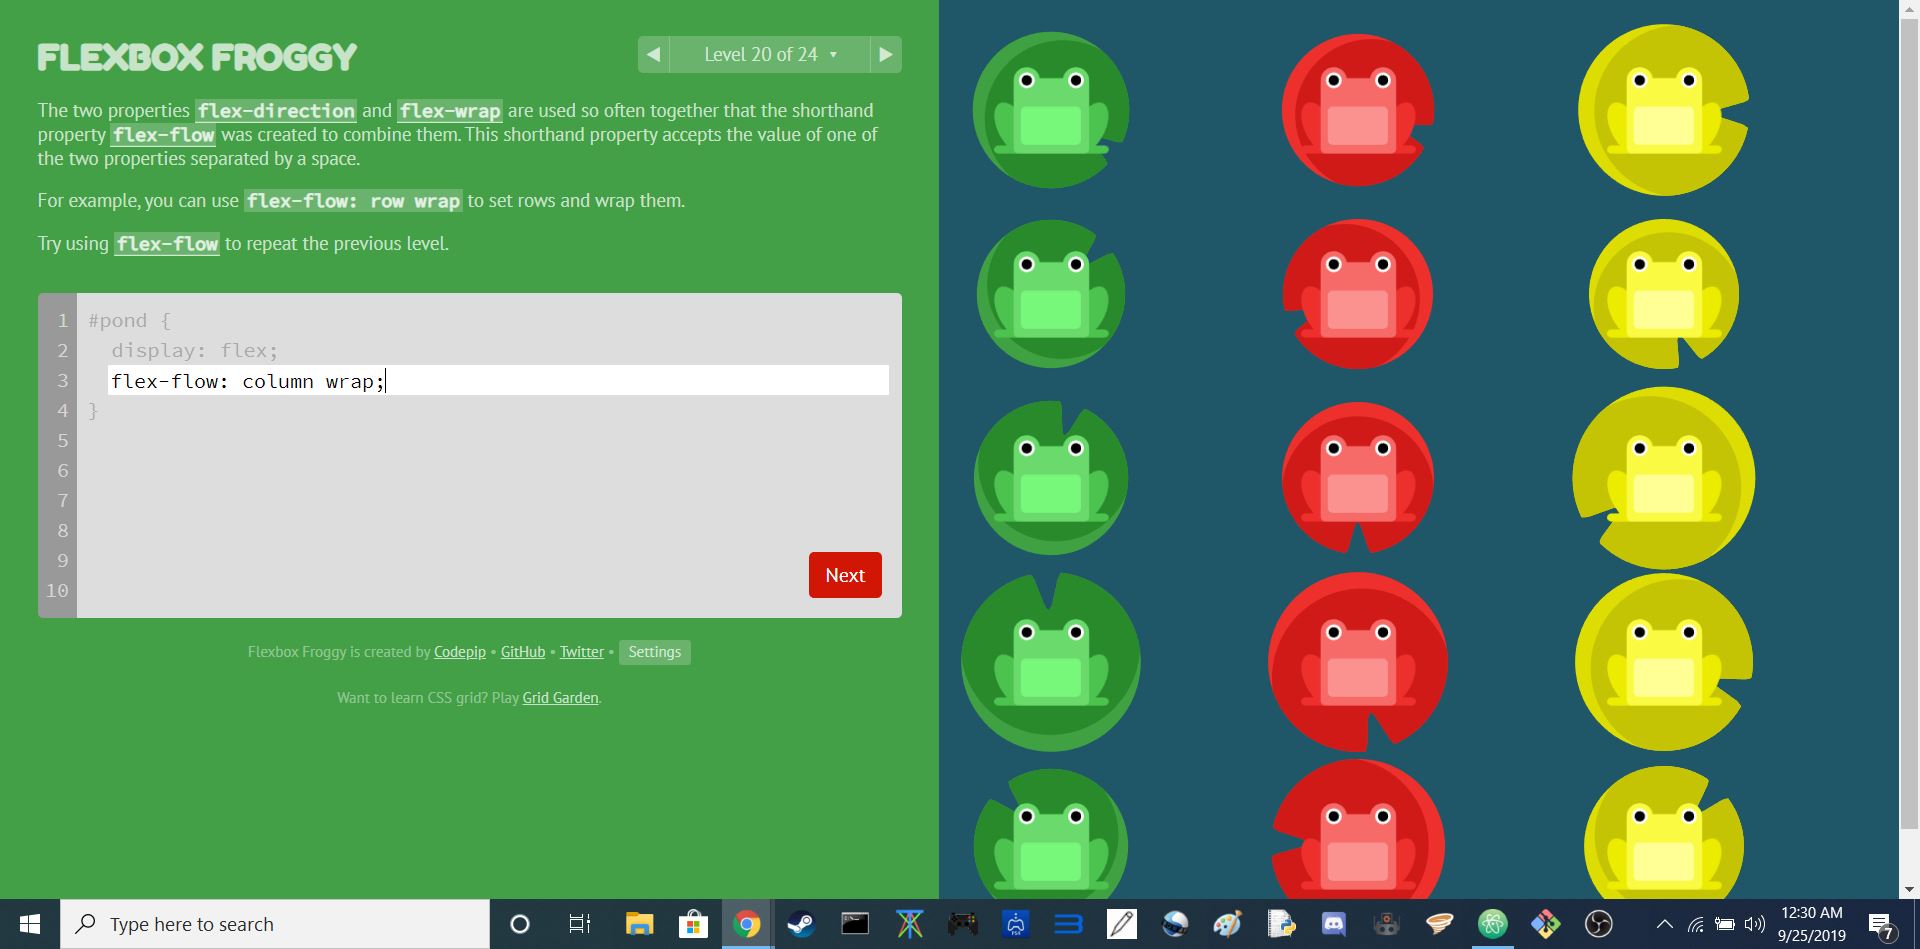 FLEXBOX FROGGY
Level 20 of 24
The two properties flex-direction and flex-wrap are used so often together that the shorthand
property flex-flow was created to combine them. This shorthand property accepts the value of one of
the two properties separated by a space.
For example, you can use flex-flow: row wrap to set rows and wrap them.
Try using flex-flow to repeat the previous level.
1 #pond {
2 display: flex;
3 flex-flow: column wrap;
4 }
5
6
7
8
9
10
Next
Flexbox Froggy is created by Codepip • GitHub • Twitter • Settings
Want to learn CSS grid? Play Grid Garden.
Type here to search
PS4
12:30 AM
9/25/2019
7